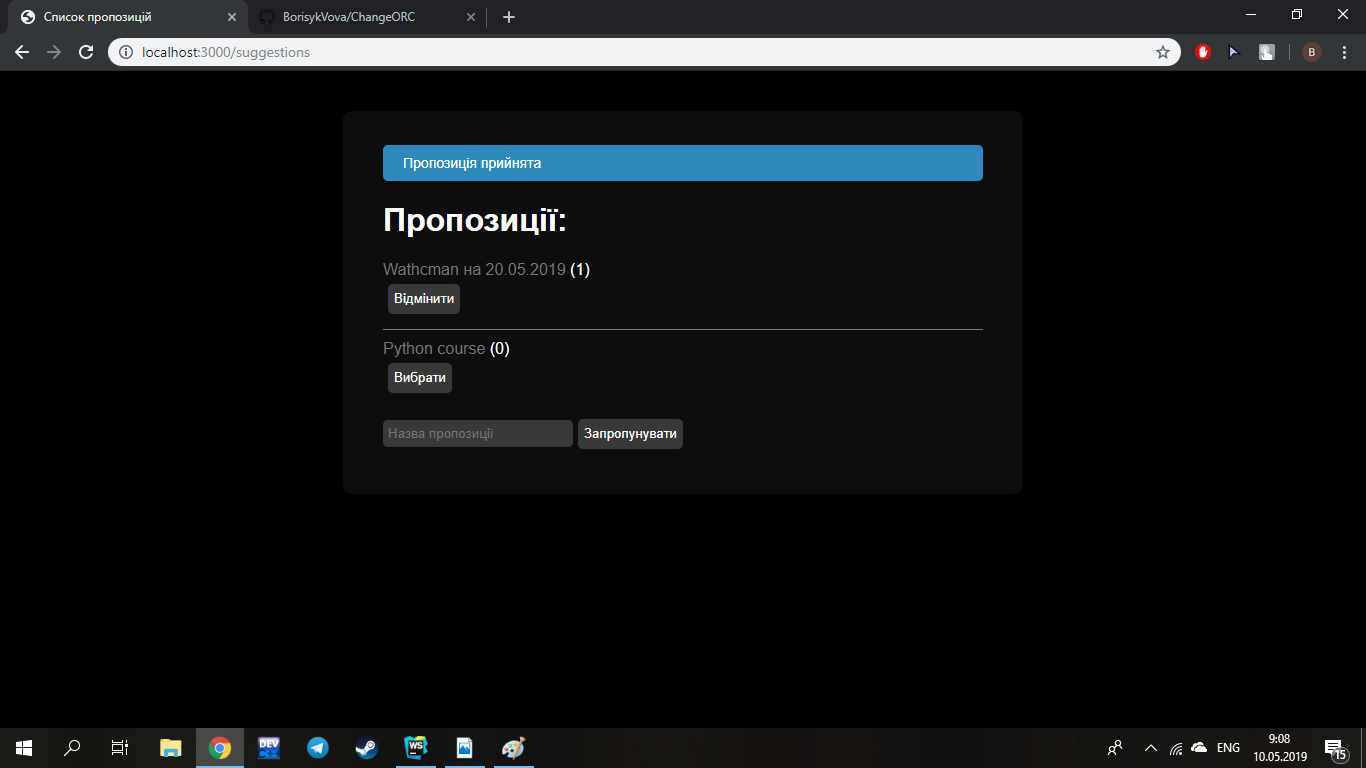 Список пропозицій
BorisykVova/ChangeORC
localhost:3000/suggestions
B
Пропозиція прийнята
Пропозиції:
Wathcman на 20.05.2019 (1)
Відмінити
Python course (0)
Вибрати
Назва пропозиції
Запропунувати
DEV
C++
WS
ENG
9:08
10.05.2019
15